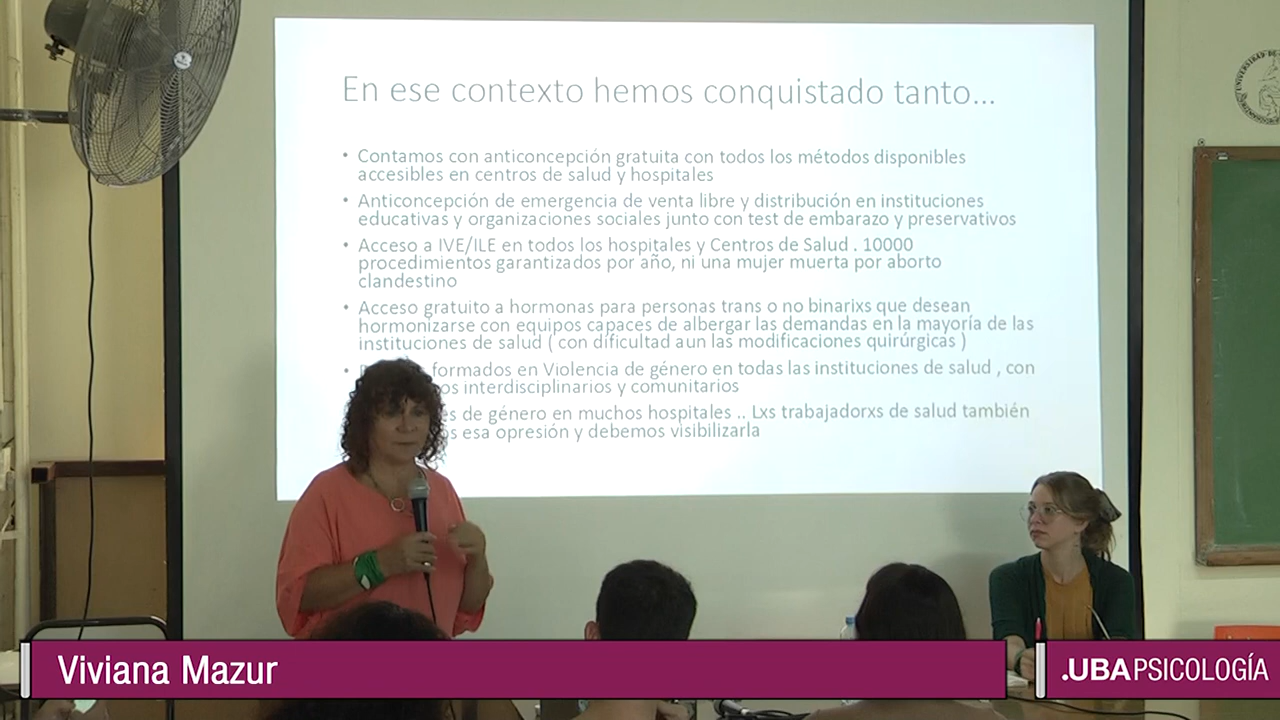 En ese contexto hemos conquistado tanto...
• Contamos con anticoncepción gratuita con todos los métodos disponibles
accesibles en centros de salud y hospitales
• Anticoncepción de emergencia de venta libre y distribución en instituciones
educativas y organizaciones sociales junto con test de embarazo y preservativos
• Acceso a IVE/ILE en todos los hospitales y Centros de Salud . 10000
procedimientos garantizados por año, ni una mujer muerta por aborto
clandestino
• Acceso gratuito a hormonas para personas trans o no binarixs que desean
hormonizarse con equipos capaces de albergar las demandas en la mayoría de las
instituciones de salud ( con dificultad aun las modificaciones quirúrgicas )
• formados en Violencia de género en todas las instituciones de salud , con
interdisciplinarios y comunitarios
de género en muchos hospitales .. Lxs trabajadorxs de salud también
esa opresión y debemos visibilizarla
Viviana Mazur
.UBAPSICOLOGÍA